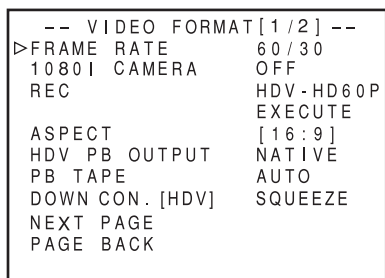 -- VIDEO FORMAT[1/2] --
▷FRAME RATE 60/30
1080I CAMERA OFF
REC HDV-HD60P
EXECUTE
ASPECT [16:9]
HDV PB OUTPUT NATIVE
PB TAPE AUTO
DOWN CON.[HDV] SQUEEZE
NEXT PAGE
PAGE BACK